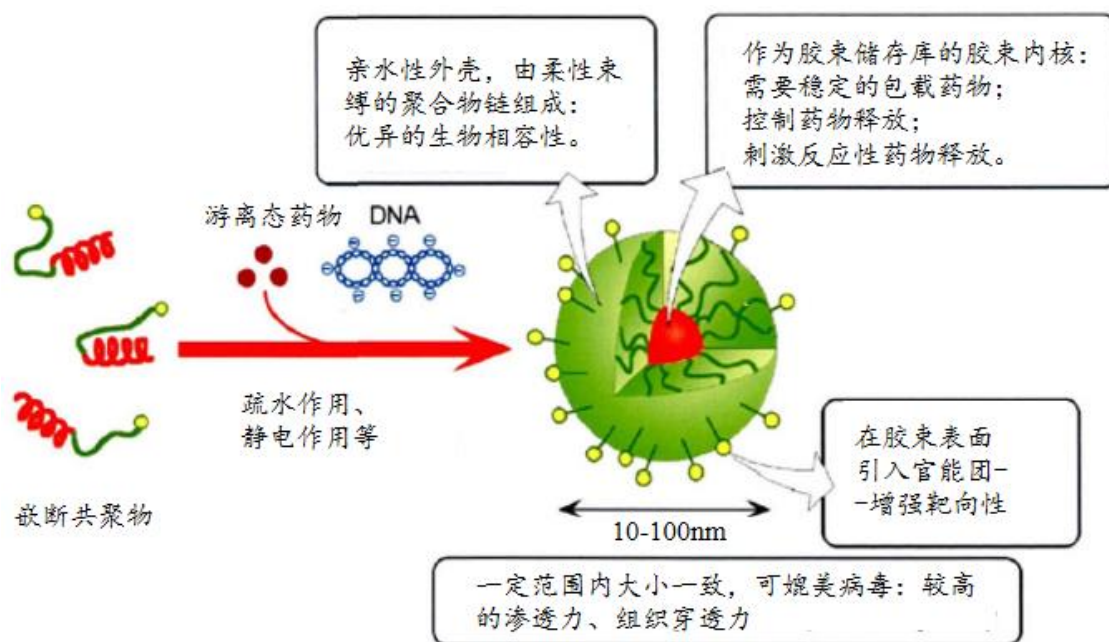 亲水性外壳，由柔性束
缚的聚合物链组成：
优异的生物相容性。
作为胶束储存库的胶束内核：
需要稳定的包载药物；
控制药物释放；
刺激反应性药物释放。
游离态药物
DNA
疏水作用、
静电作用等
嵌断共聚物
在胶束表面
引入官能团-
-增强靶向性
10-100nm
一定范围内大小一致，可媲美病毒：较高
的渗透力、组织穿透力